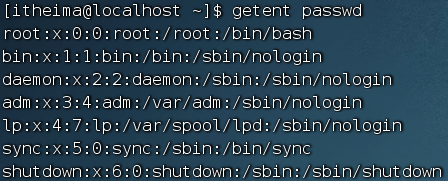 [itheima@localhost ~]$ getent passwd
root:x:0:0:root:/root:/bin/bash
bin:x:1:1:bin:/bin:/sbin/nologin
daemon:x:2:2:daemon:/sbin:/sbin/nologin
adm:x:3:4:adm:/var/adm:/sbin/nologin
lp:x:4:7:lp:/var/spool/lpd:/sbin/nologin
sync:x:5:0:sync:/sbin:/bin/sync
shutdown:x:6:0:shutdown:/sbin:/sbin/shutdown